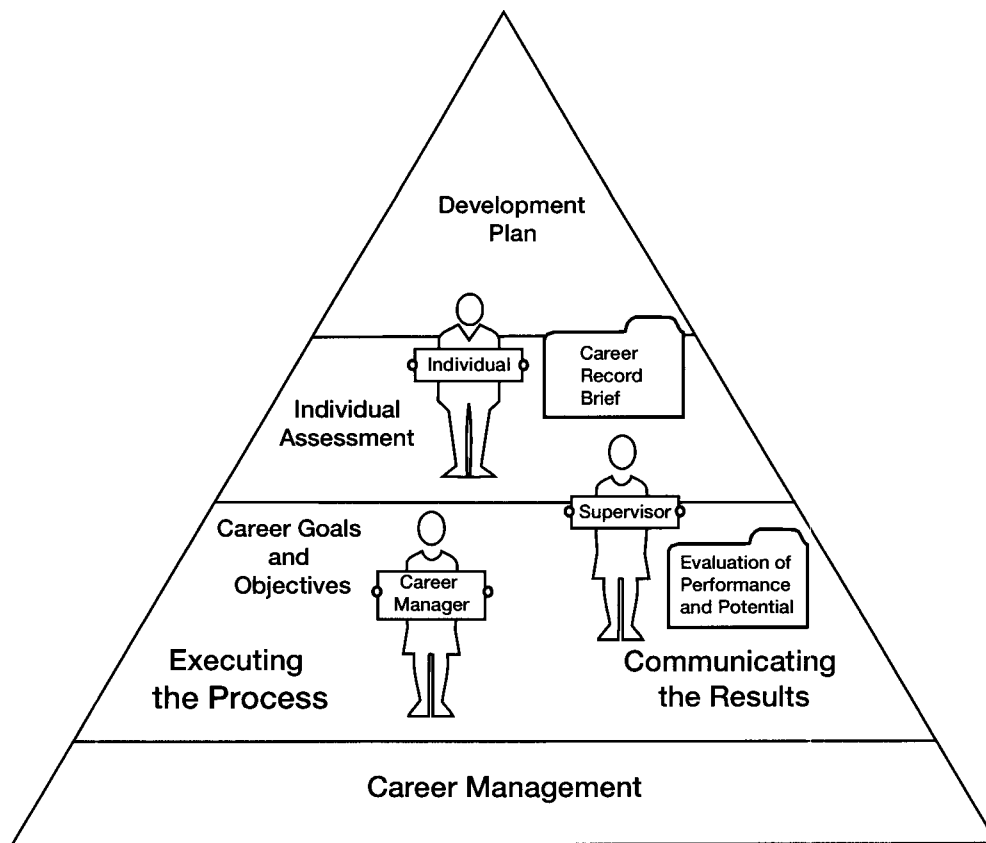 Development
Plan
Individual
Career
Record
Brief
Individual
Assessment
Supervisor
Career Goals
and
Objectives
Career
Manager
Evaluation of
Performance
and Potential
Executing
the Process
Communicating
the Results
Career Management